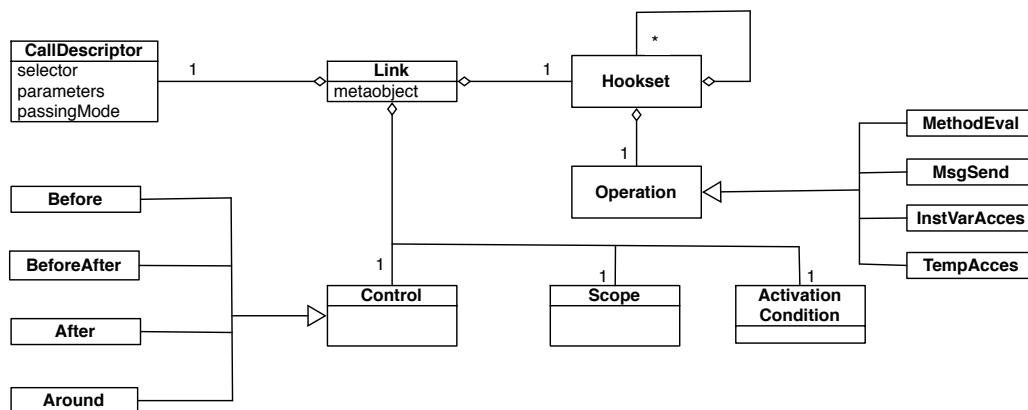 CallDescriptor
selector
parameters
passingMode
1
Link
metaobject
1
*
Hookset
1
Operation
MethodEval
MsgSend
InstVarAcces
TempAcces
Before
BeforeAfter
After
Around
1
Control
1
Scope
1
Activation
Condition